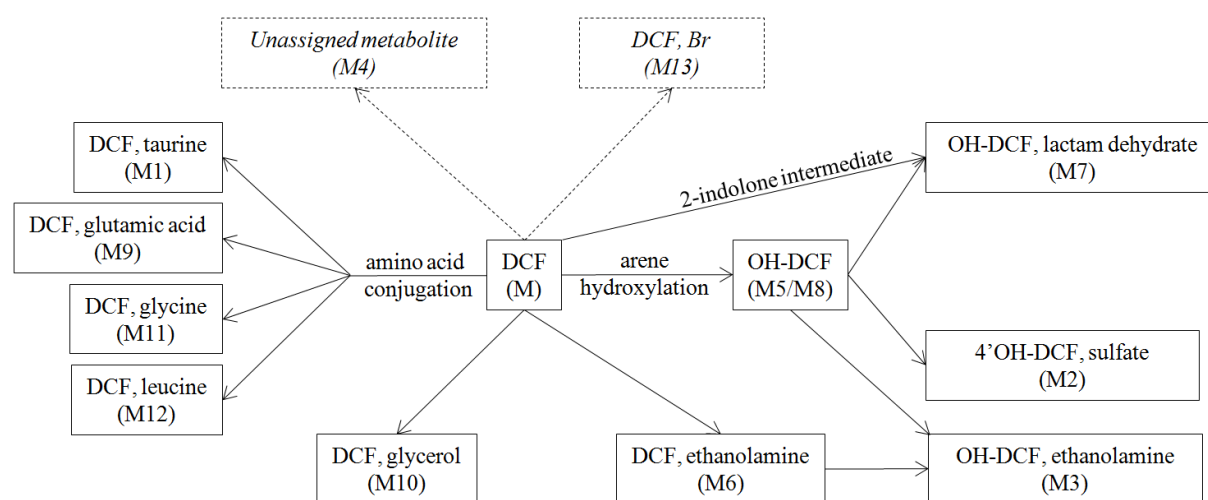 Unassigned metabolite
(M4)
DCF, Br
(M13)
DCF, taurine
(M1)
2-indolone intermediate
OH-DCF, lactam dehydrate
(M7)
DCF, glutamic acid
(M9)
amino acid
conjugation
DCF
(M)
arene
hydroxylation
OH-DCF
(M5/M8)
DCF, glycine
(M11)
DCF, leucine
(M12)
4’OH-DCF, sulfate
(M2)
DCF, glycerol
(M10)
DCF, ethanolamine
(M6)
OH-DCF, ethanolamine
(M3)